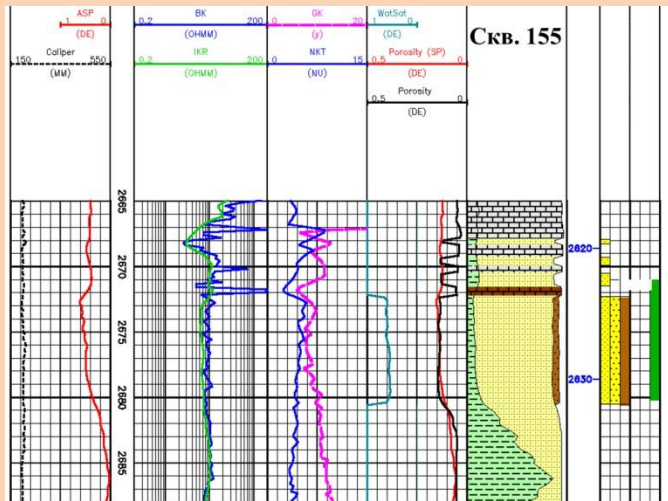 ASP
1 0
(DE)
Caliper
150 550
(MM)
BK
0.2 200
(OHMM)
IKR
0.2 200
(OHMM)
GK
0 20
(y)
NKT
0 15
(NU)
WatSat
1 0
(DE)
Porosity (SP)
0.5 0
(DE)
Porosity
0.5 0
(DE)
Скв. 155
2665
2670
2675
2680
2685
2620
2630